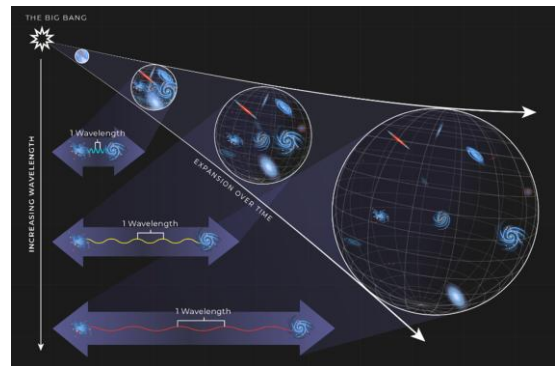 THE BIG BANG
1 Wavelength
1 Wavelength
1 Wavelength
INCREASING WAVELENGTH
EXPANSION OVER TIME